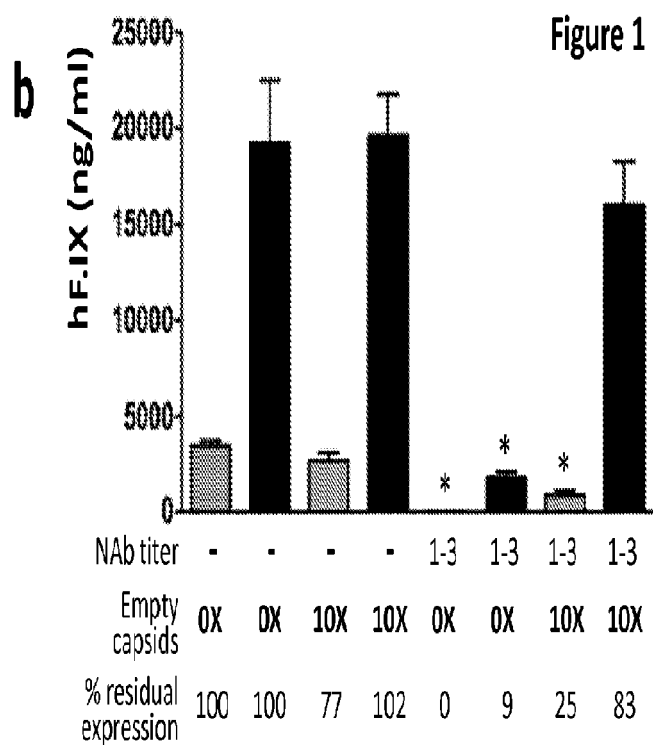 Figure 1
b
hF.IX (ng/ml)
25000
20000
15000
10000
5000
0
* * *
NAb titer - - - - 1-3 1-3 1-3 1-3
Empty capsids 0X 0X 10X 10X 0X 0X 10X 10X
% residual expression 100 100 77 102 0 9 25 83